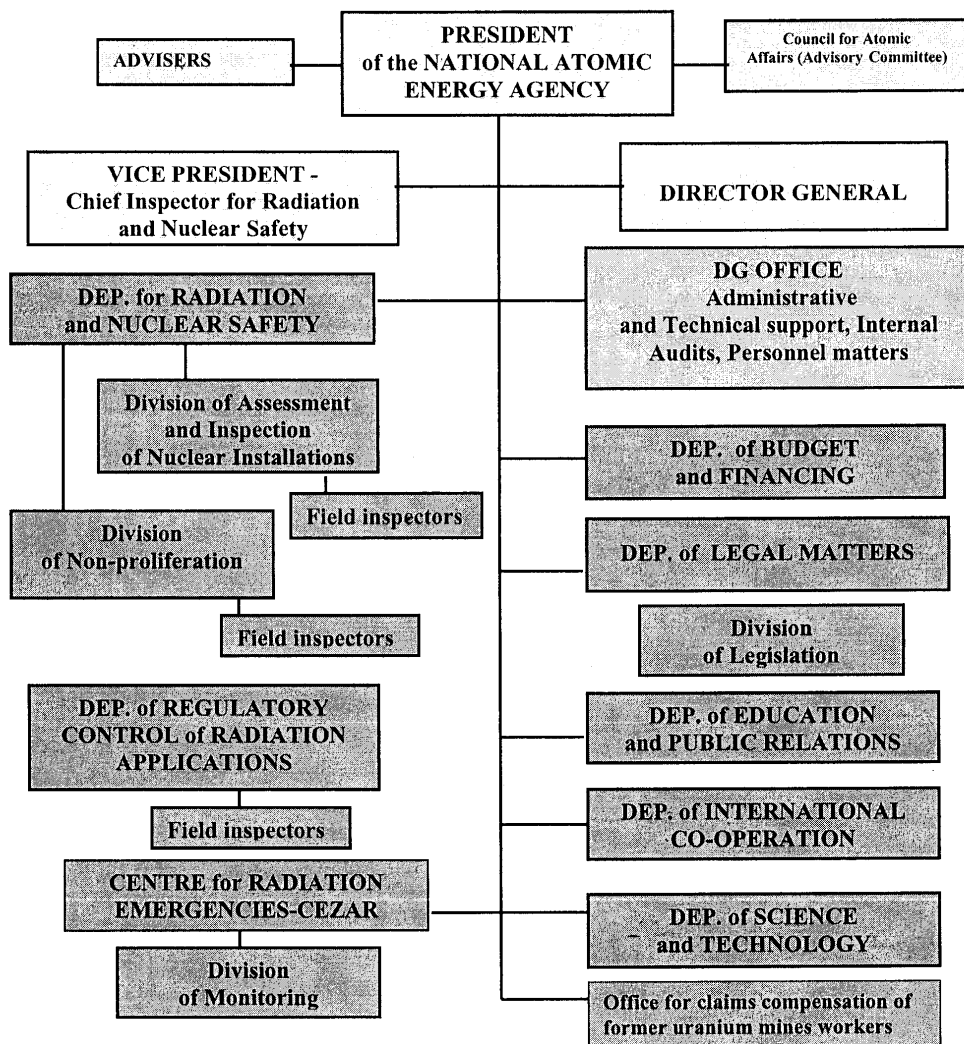 PRESIDENT
of the NATIONAL ATOMIC
ENERGY AGENCY
ADVISERS
Council for Atomic
Affairs (Advisory Committee)
VICE PRESIDENT -
Chief Inspector for Radiation
and Nuclear Safety
DIRECTOR GENERAL
DEP. for RADIATION
and NUCLEAR SAFETY
DG OFFICE
Administrative
and Technical support, Internal
Audits, Personnel matters
Division of Assessment
and Inspection
of Nuclear Installations
Field inspectors
DEP. of BUDGET
and FINANCING
Division
of Non-proliferation
Field inspectors
DEP. of LEGAL MATTERS
Division
of Legislation
DEP. of REGULATORY
CONTROL of RADIATION
APPLICATIONS
Field inspectors
DEP. of EDUCATION
and PUBLIC RELATIONS
DEP. of INTERNATIONAL
CO-OPERATION
CENTRE for RADIATION
EMERGENCIES-CEZAR
Division
of Monitoring
DEP. of SCIENCE
and TECHNOLOGY
Office for claims compensation of
former uranium mines workers